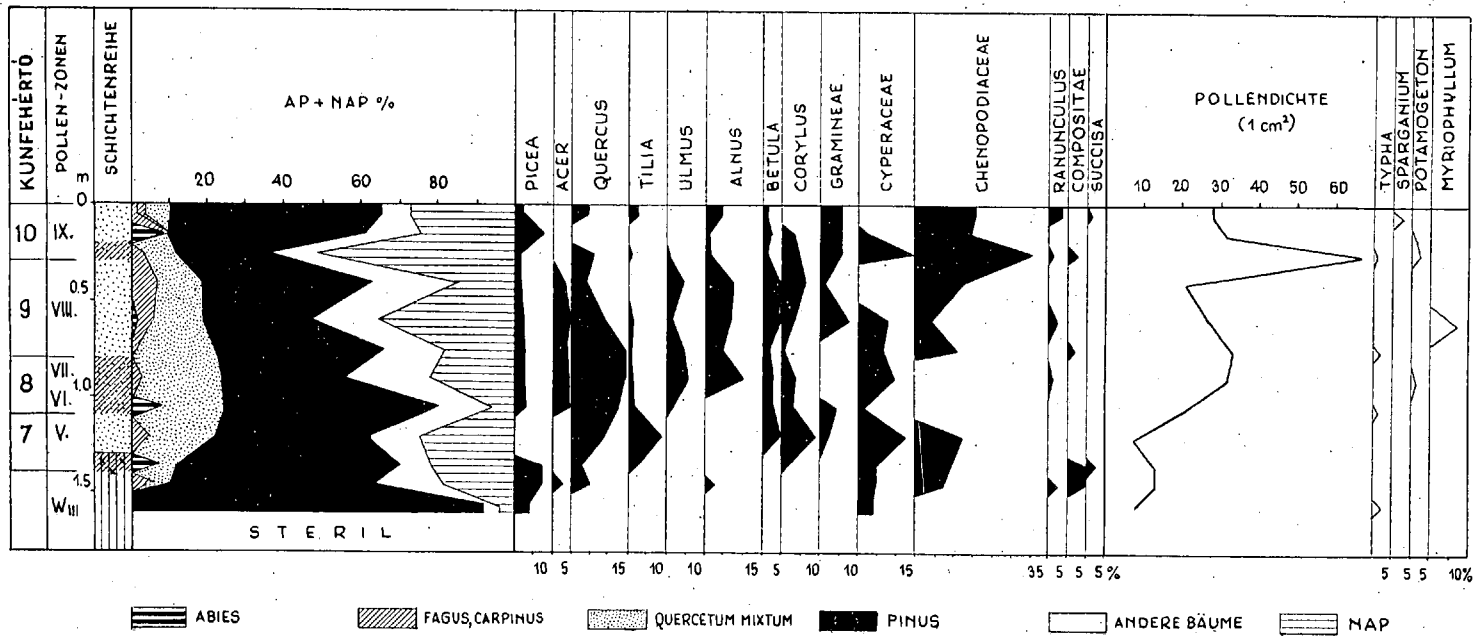 KUNFEHÉRTÓ
POLLEN-ZONEN
SCHICHTENREIHE
AP + NAP %
PICEA
ACER
QUERCUS
TILIA
ULMUS
ALNUS
BETULA
CORYLUS
GRAMINEAE
CYPERACEAE
CHENOPODIACEAE
RANUNCULUS
COMPOSITAE
SUCCISA
POLLENDICHTE
(1 cm²)
TYPHA
SPARGANIUM
POTAMOGETON
MYRIOPHYLLUM
m
0
20 40 60 80
10 20 30 40 50 60
10 IX.
0.5
9 VIII.
VII.
8 1.0
VI.
7 V.
1.5
W III
STERIL
10 5 15 10 10 15 5 10 10 15 35 5 5 5 % 5 5 5 10%
ABIES FAGUS, CARPINUS QUERCETUM MIXTUM PINUS ANDERE BÄUME NAP